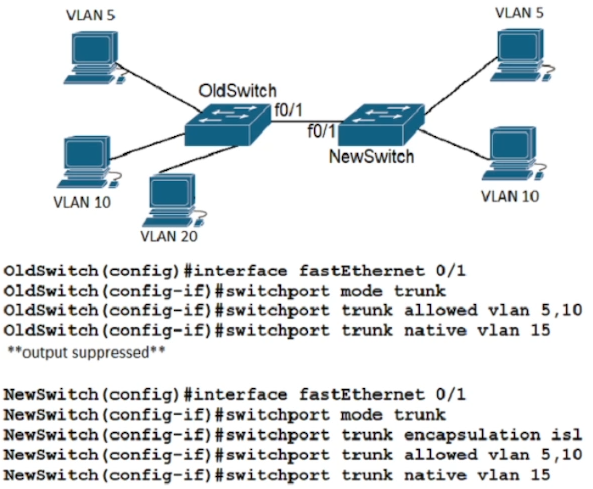 VLAN 5
VLAN 5
OldSwitch
f0/1
f0/1
NewSwitch
VLAN 10
VLAN 10
VLAN 20
OldSwitch(config)#interface fastEthernet 0/1
OldSwitch(config-if)#switchport mode trunk
OldSwitch(config-if)#switchport trunk allowed vlan 5,10
OldSwitch(config-if)#switchport trunk native vlan 15
**output suppressed**
NewSwitch(config)#interface fastEthernet 0/1
NewSwitch(config-if)#switchport mode trunk
NewSwitch(config-if)#switchport trunk encapsulation isl
NewSwitch(config-if)#switchport trunk allowed vlan 5,10
NewSwitch(config-if)#switchport trunk native vlan 15